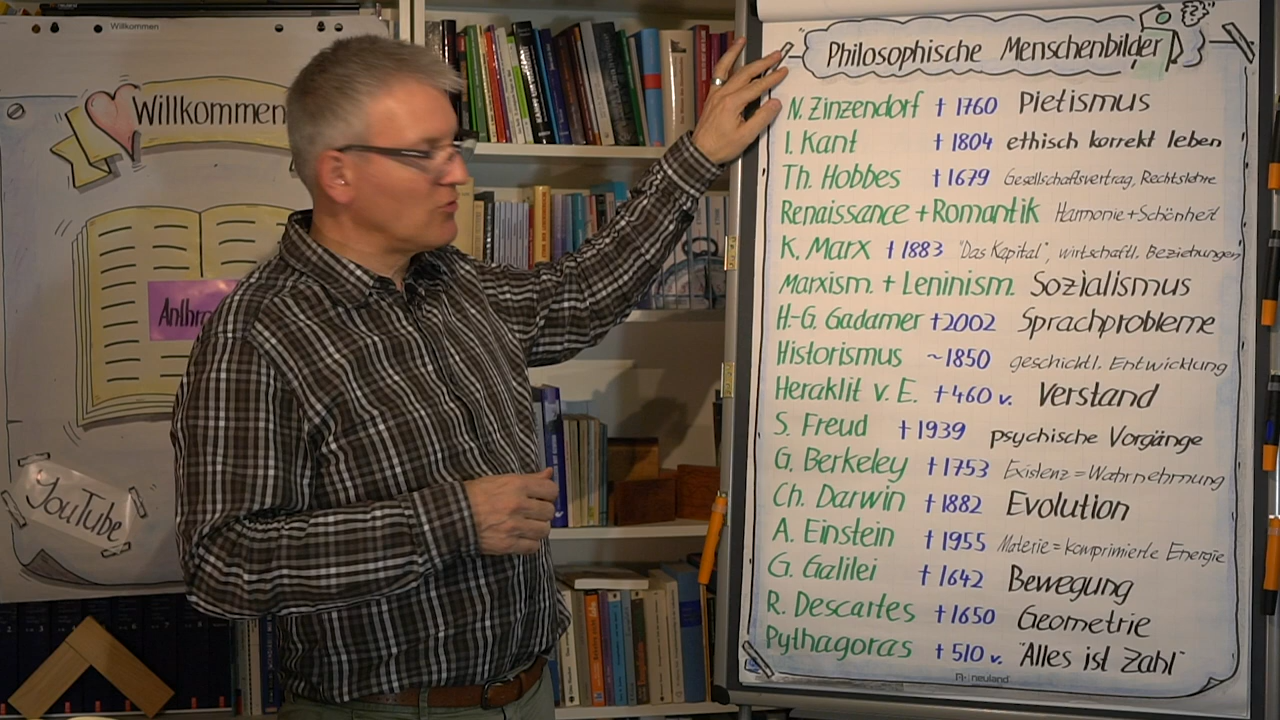 Willkommen
Willkommen
Anthro
YouTube
Philosophische Menschenbilder
N. Zinzendorf † 1760 Pietismus
I. Kant † 1804 ethisch korrekt leben
Th. Hobbes † 1679 Gesellschaftsvertrag, Rechtslehre
Renaissance + Romantik Harmonie + Schönheit
K. Marx † 1883 "Das Kapital", wirtschaftl. Beziehungen
Marxism. + Leninism. Sozialismus
H.-G. Gadamer † 2002 Sprachprobleme
Historismus ~1850 geschichtl. Entwicklung
Heraklit v. E. † 460 v. Verstand
S. Freud † 1939 psychische Vorgänge
G. Berkeley † 1753 Existenz = Wahrnehmung
Ch. Darwin † 1882 Evolution
A. Einstein † 1955 Materie = komprimierte Energie
G. Galilei † 1642 Bewegung
R. Descartes † 1650 Geometrie
Pythagoras † 510 v. "Alles ist Zahl"
neuland